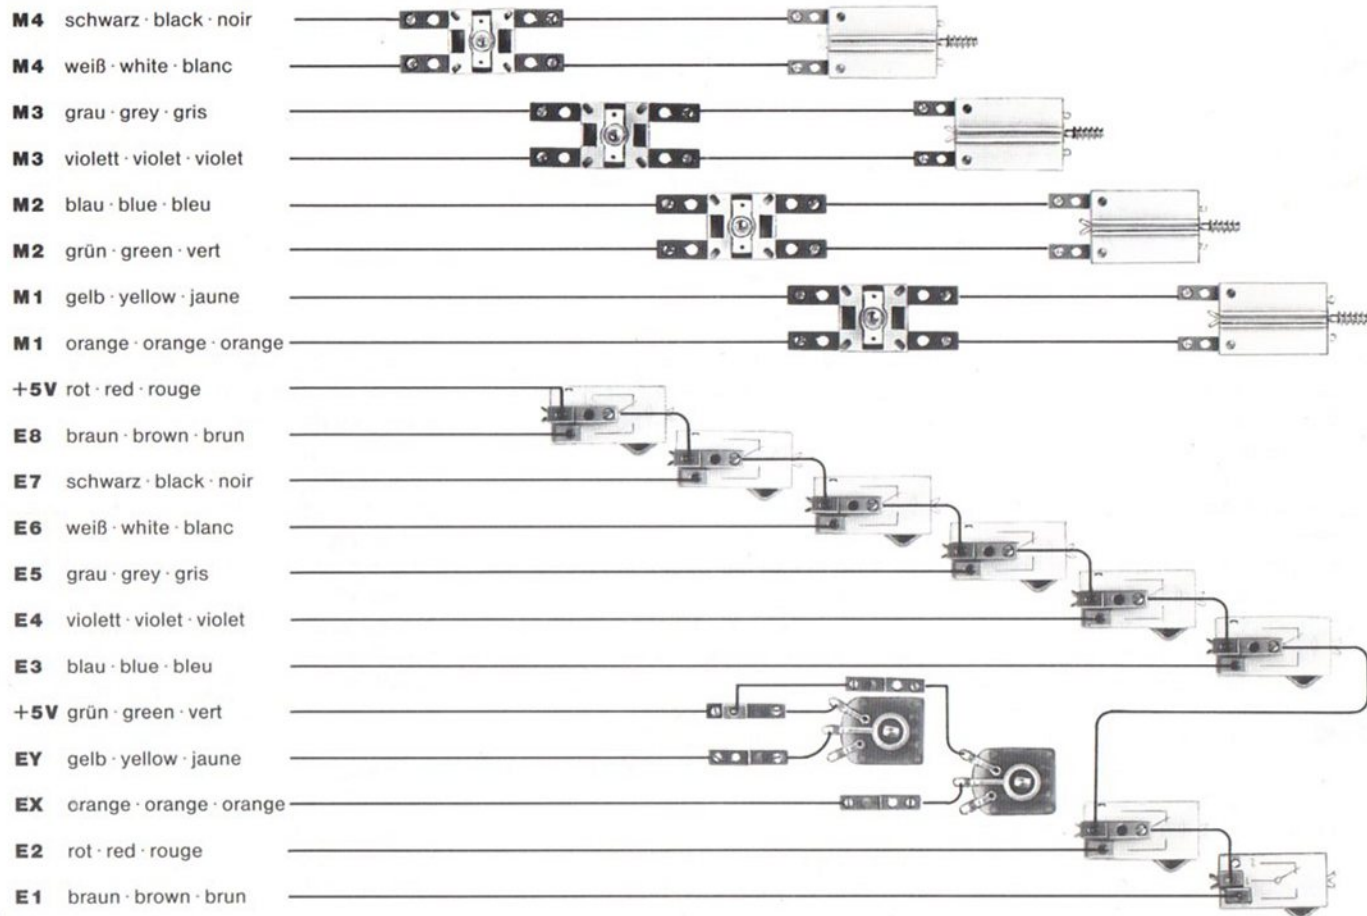 M4 schwarz · black · noir
M4 weiß · white · blanc
M3 grau · grey · gris
M3 violett · violet · violet
M2 blau · blue · bleu
M2 grün · green · vert
M1 gelb · yellow · jaune
M1 orange · orange · orange
+5V rot · red · rouge
E8 braun · brown · brun
E7 schwarz · black · noir
E6 weiß · white · blanc
E5 grau · grey · gris
E4 violett · violet · violet
E3 blau · blue · bleu
+5V grün · green · vert
EY gelb · yellow · jaune
EX orange · orange · orange
E2 rot · red · rouge
E1 braun · brown · brun